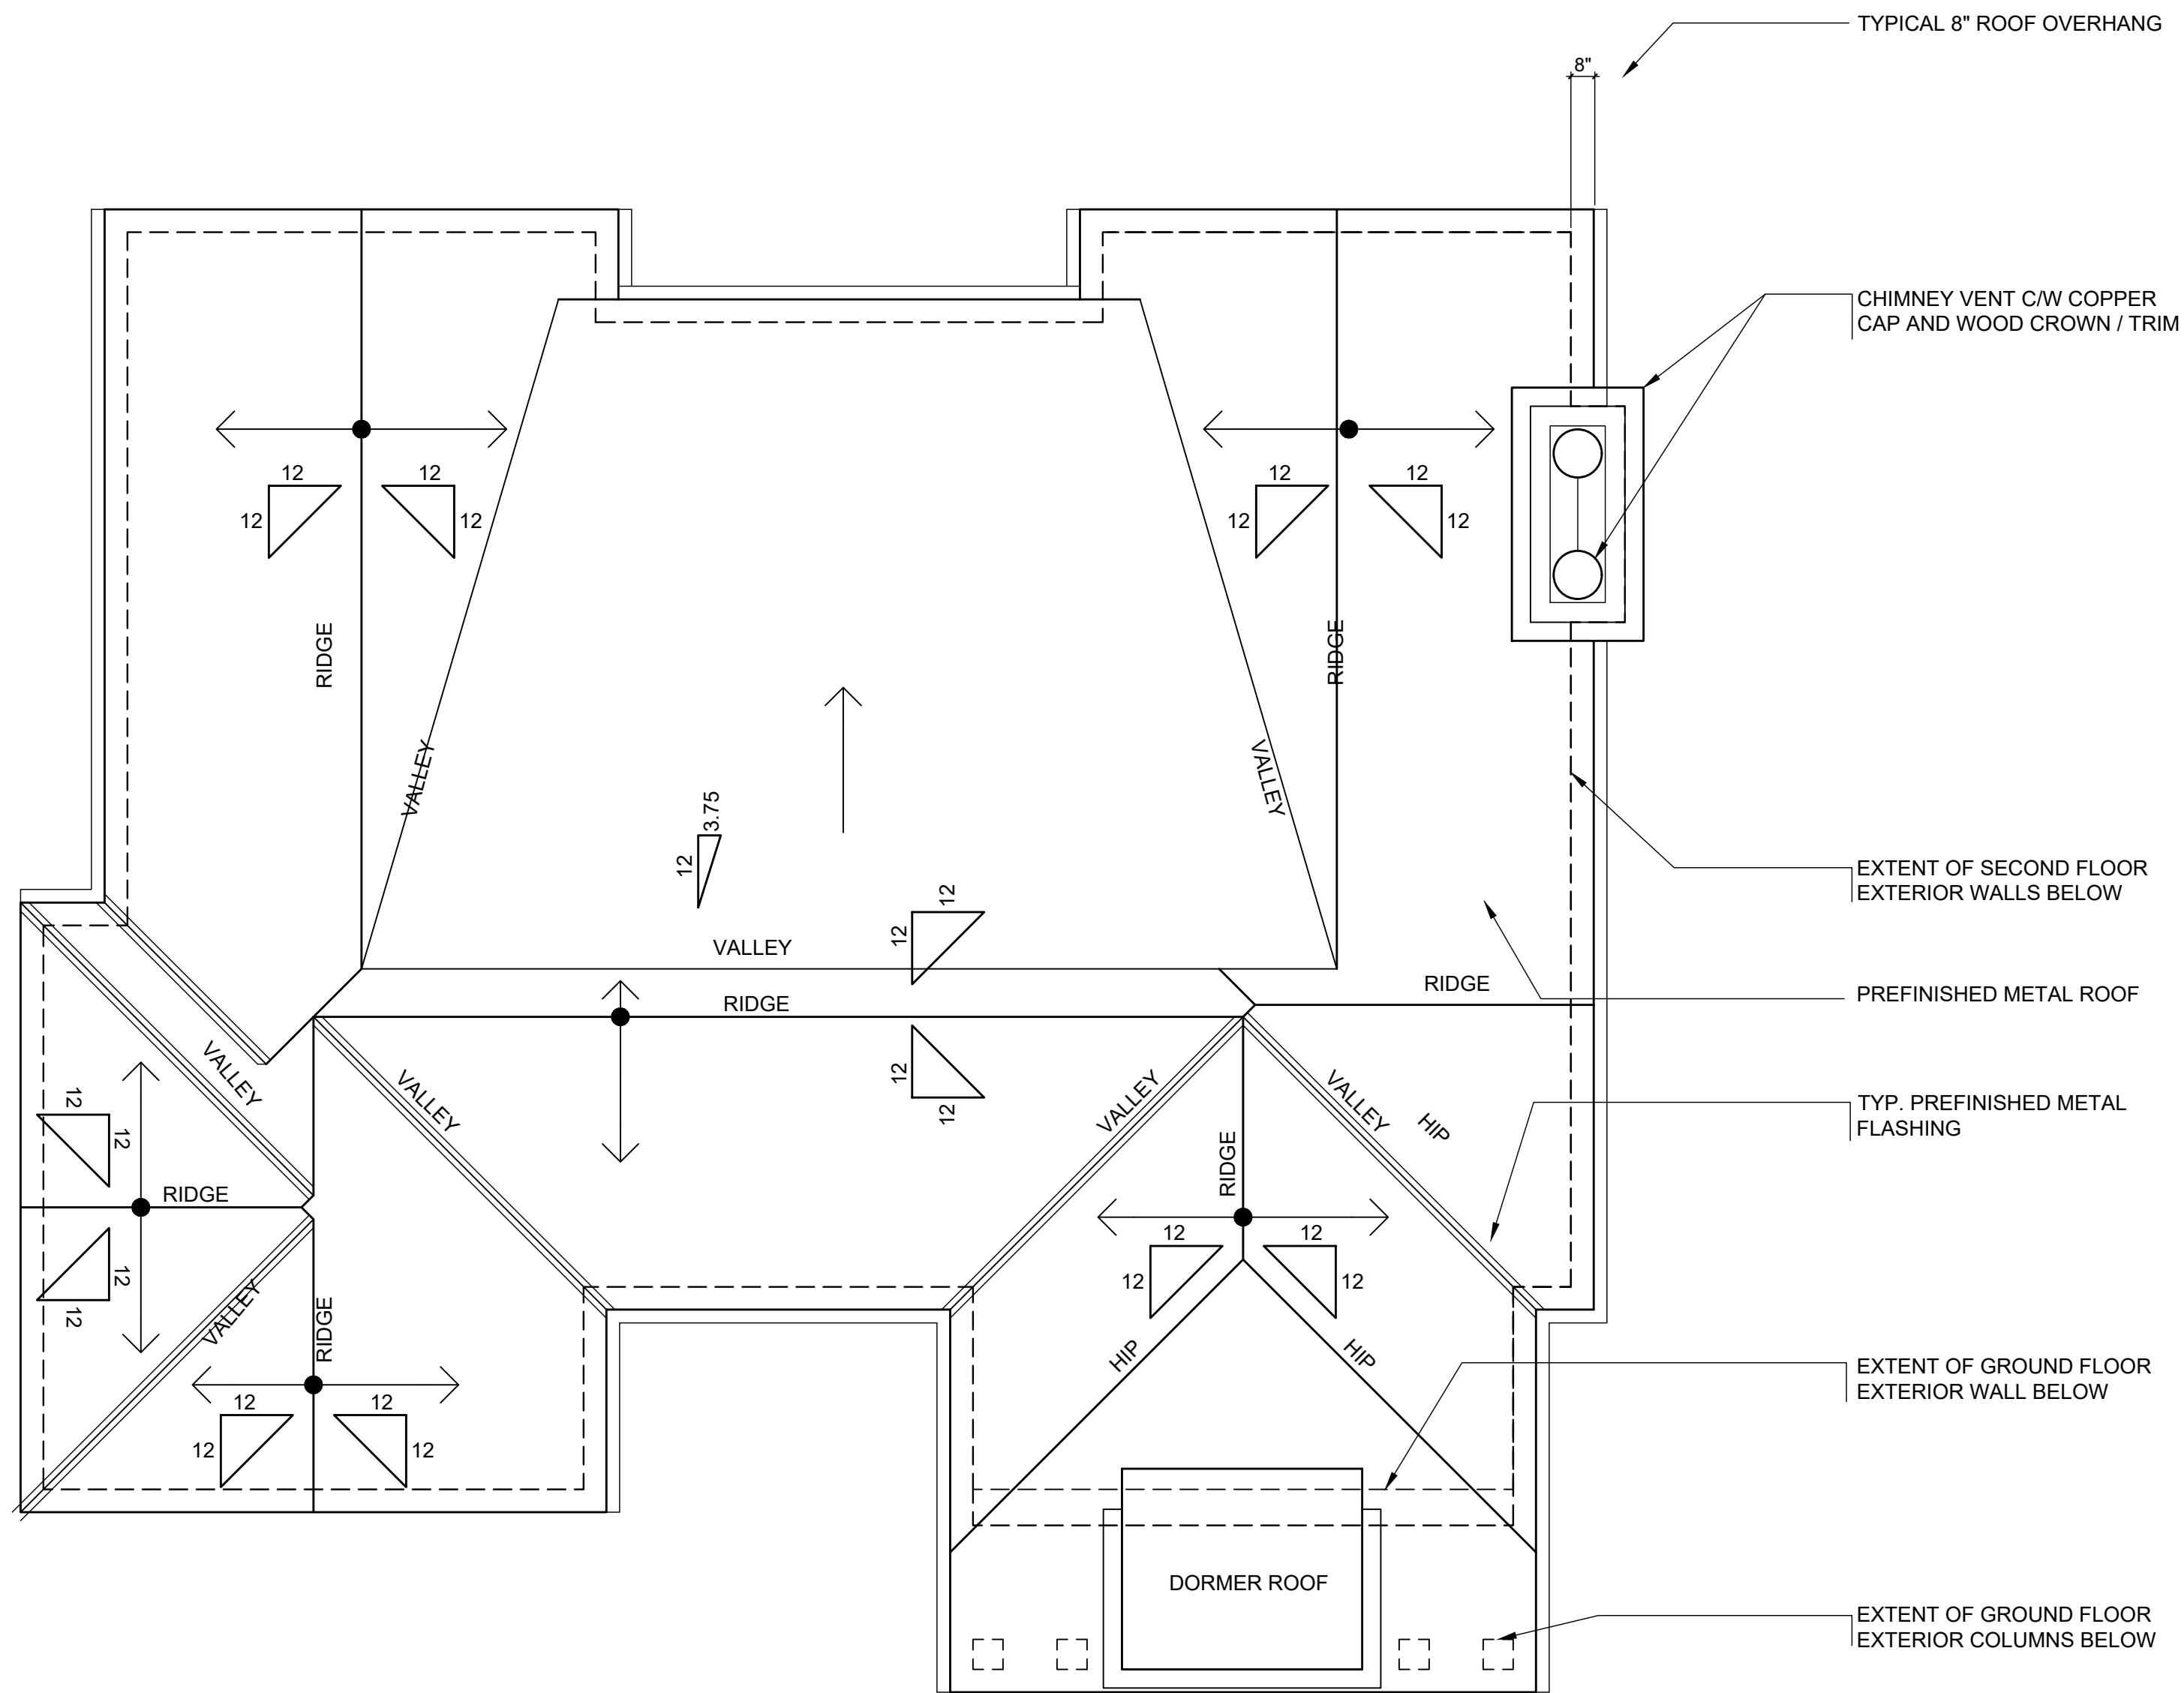 TYPICAL 8" ROOF OVERHANG
8"
CHIMNEY VENT C/W COPPER
CAP AND WOOD CROWN / TRIM
12
12
12
12
12
12
12
12
RIDGE
RIDGE
VALLEY
VALLEY
3.75
12
12
12
EXTENT OF SECOND FLOOR
EXTERIOR WALLS BELOW
VALLEY
RIDGE
RIDGE
PREFINISHED METAL ROOF
VALLEY
VALLEY
12
12
VALLEY
VALLEY
HIP
TYP. PREFINISHED METAL
FLASHING
12
12
RIDGE
RIDGE
12
12
12
12
12
12
VALLEY
RIDGE
HIP
HIP
EXTENT OF GROUND FLOOR
EXTERIOR WALL BELOW
12
12
12
12
DORMER ROOF
EXTENT OF GROUND FLOOR
EXTERIOR COLUMNS BELOW